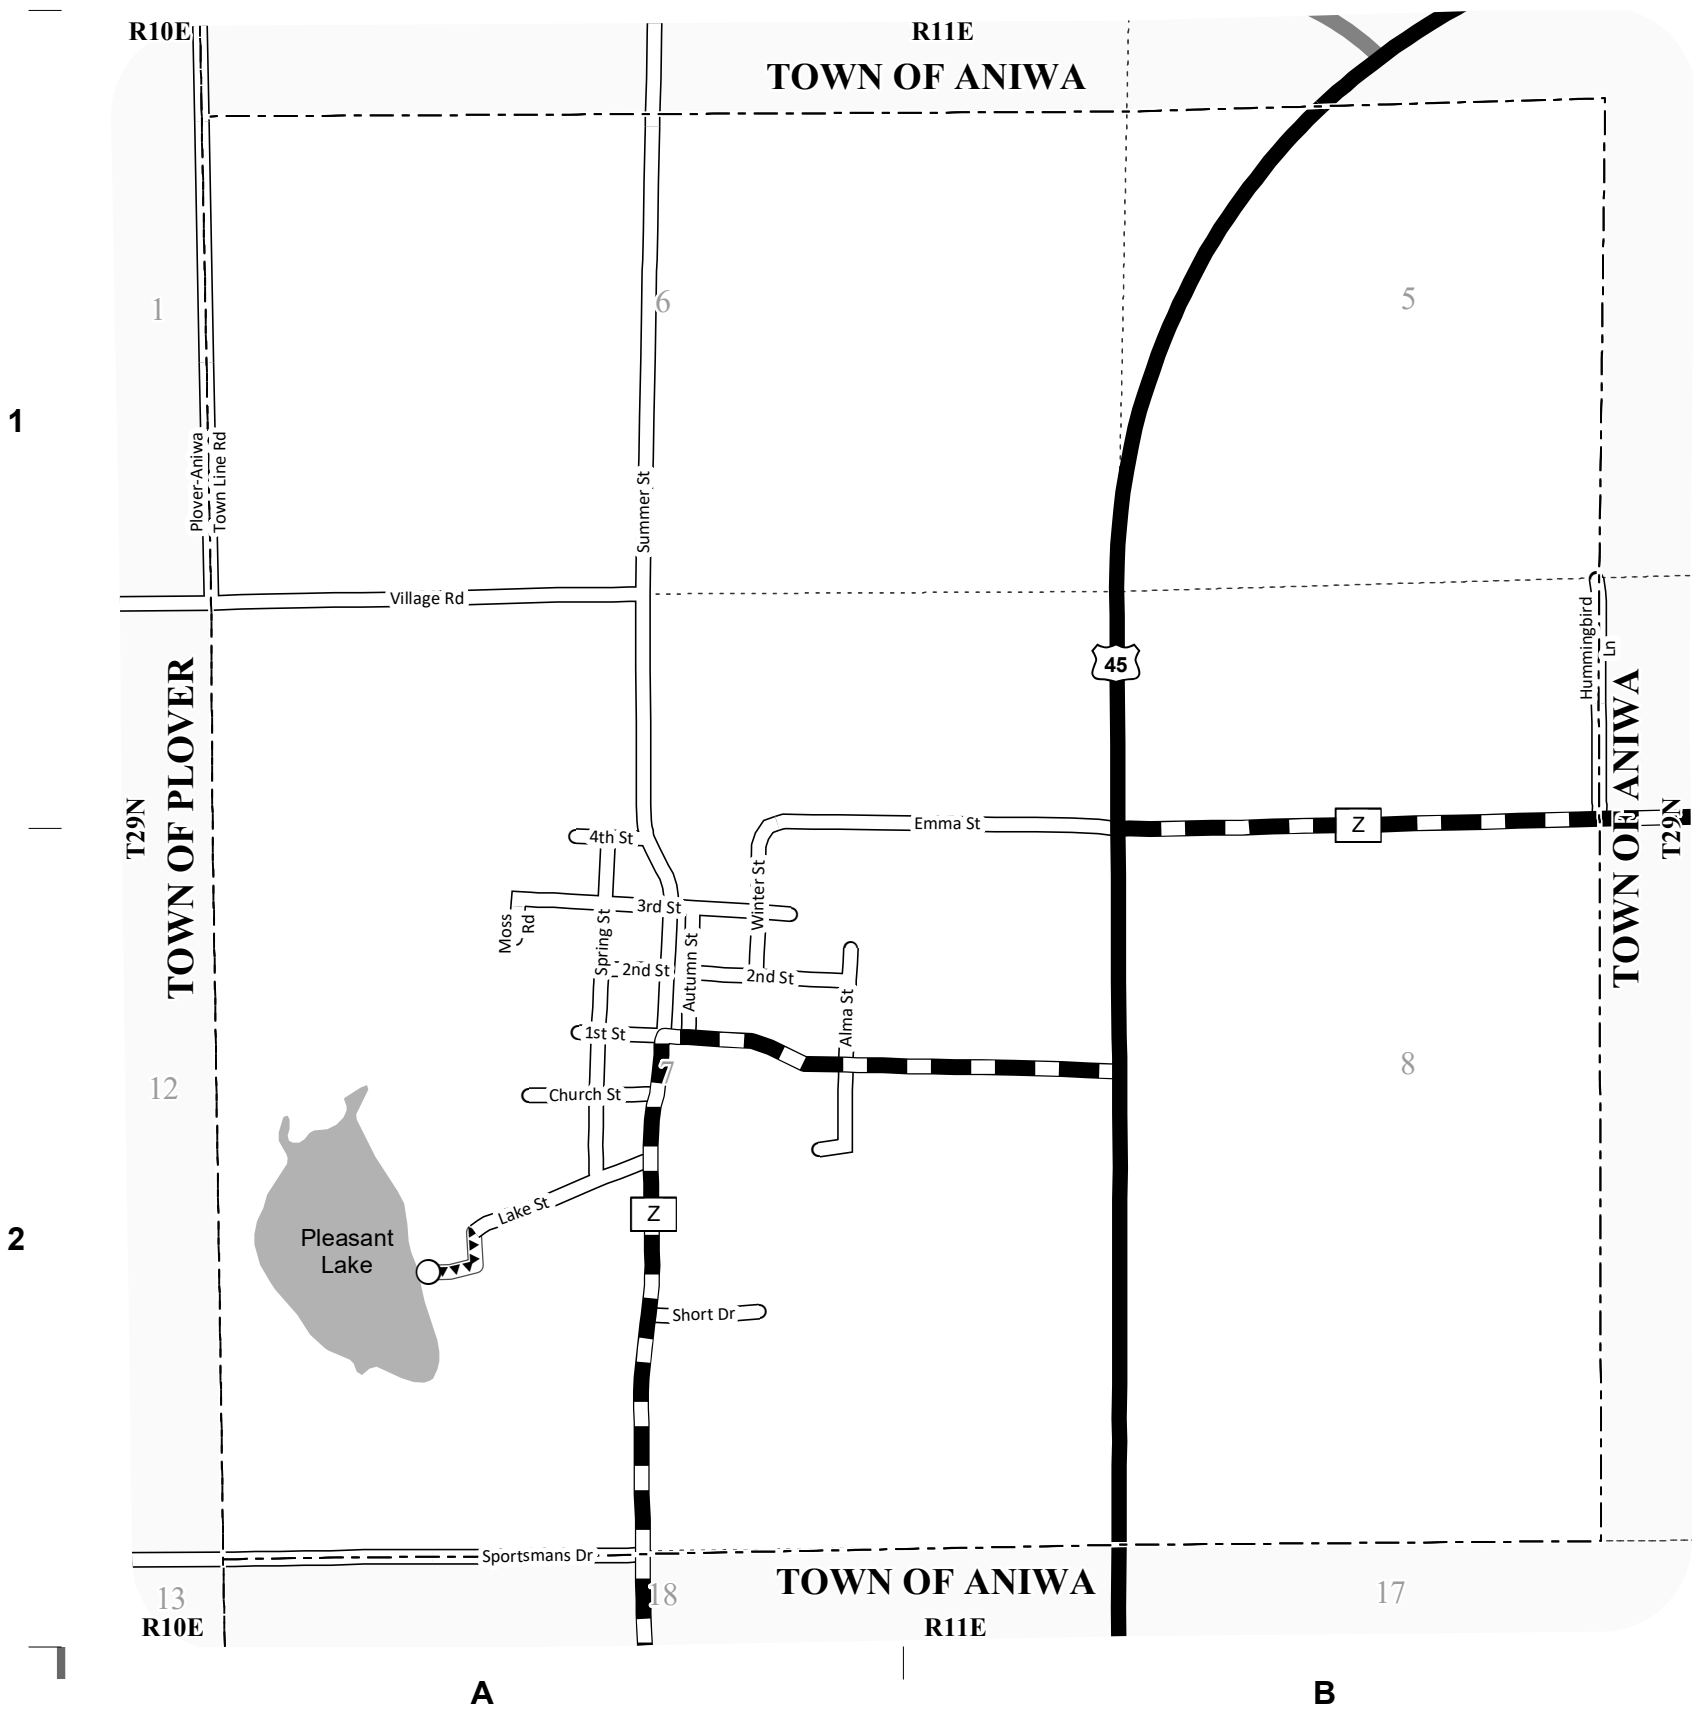 R10E
R11E
TOWN OF ANIWA
1
6
5
1
Plover-Aniwa
Town Line Rd
Summer St
Village Rd
Hummingbird
Ln
45
TOWN OF PLOVER
TOWN OF ANIWA
T29N
T29N
Emma St
Z
4th St
Winter St
3rd St
Moss
Rd
Spring St
Autumn St
2nd St
2nd St
Alma St
1st St
7
8
12
Church St
Lake St
Z
Pleasant
Lake
2
Short Dr
Sportsmans Dr
13
18
TOWN OF ANIWA
17
R10E
R11E
A
B